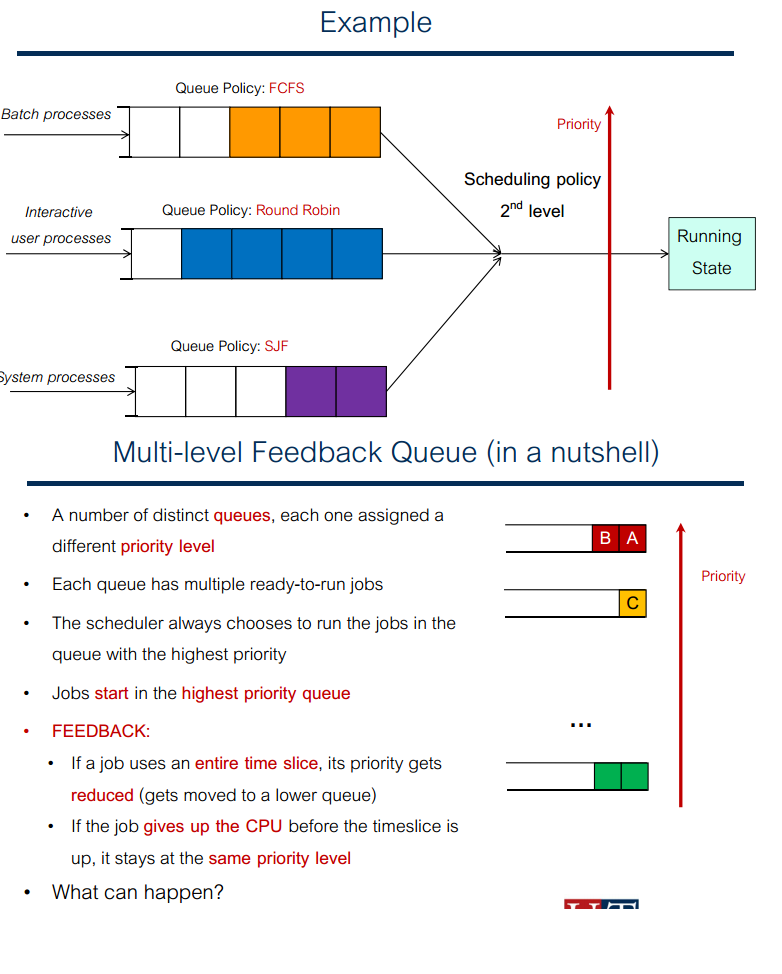 Example
Queue Policy: FCFS
Batch processes
Priority
Scheduling policy
2nd level
Interactive
user processes
Queue Policy: Round Robin
Running
State
Queue Policy: SJF
System processes
Multi-level Feedback Queue (in a nutshell)
• A number of distinct queues, each one assigned a
different priority level
• Each queue has multiple ready-to-run jobs
• The scheduler always chooses to run the jobs in the
queue with the highest priority
• Jobs start in the highest priority queue
• FEEDBACK:
• If a job uses an entire time slice, its priority gets
reduced (gets moved to a lower queue)
• If the job gives up the CPU before the timeslice is
up, it stays at the same priority level
• What can happen?
B A
C
...
Priority